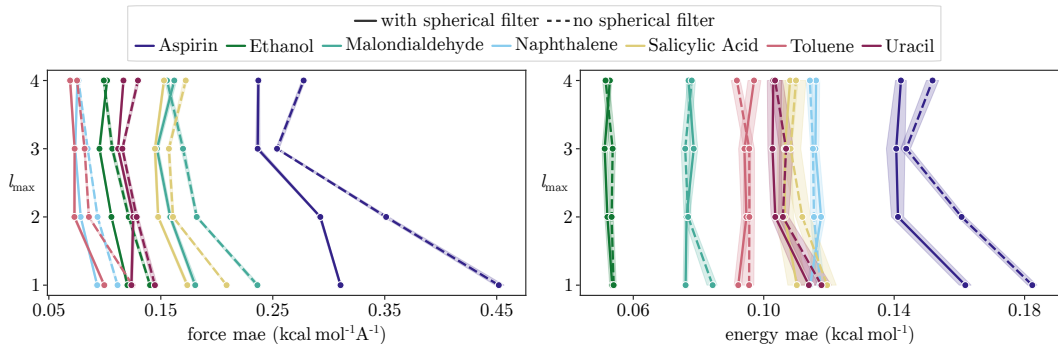 with spherical filter no spherical filter
Aspirin Ethanol Malondialdehyde Naphthalene Salicylic Acid Toluene Uracil
4
3
l_max
2
1
0.05 0.15 0.25 0.35 0.45
force mae (kcal mol⁻¹A⁻¹)
4
3
l_max
2
1
0.06 0.10 0.14 0.18
energy mae (kcal mol⁻¹)